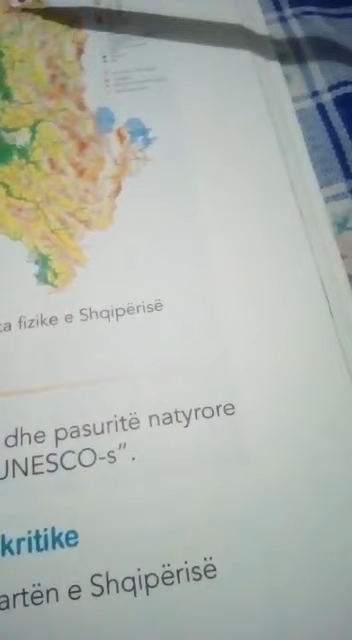 fizike e Shqipërisë
dhe pasuritë natyrore
UNESCO-s".
kritike
artën e Shqipërisë